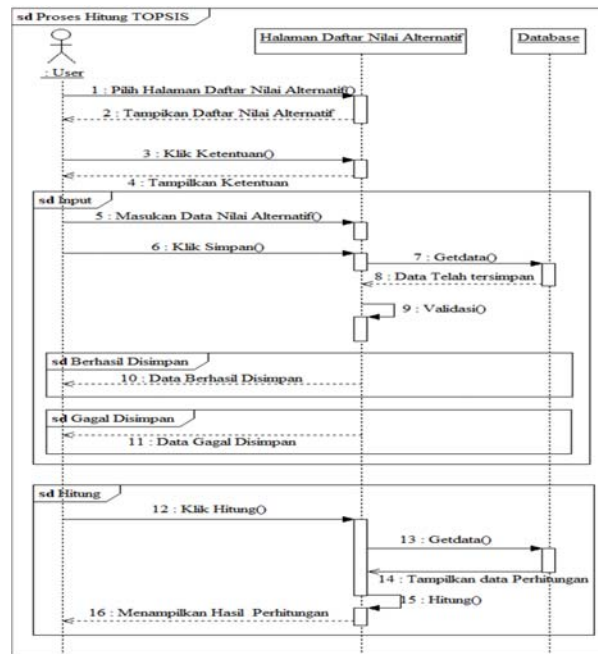 sd Proses Hitung TOPSIS
Halaman Daftar Nilai Alternatif
Database
: User
1 : Pilih Halaman Daftar Nilai Alternatif()
2 : Tampikan Daftar Nilai Alternatif
3 : Klik Ketentuan()
4 : Tampilkan Ketentuan
sd Input
5 : Masukan Data Nilai Alternatif()
6 : Klik Simpan()
7 : Getdata()
8 : Data Telah tersimpan
9 : Validasi()
sd Berhasil Disimpan
10 : Data Berhasil Disimpan
sd Gagal Disimpan
11 : Data Gagal Disimpan
sd Hitung
12 : Klik Hitung()
13 : Getdata()
14 : Tampilkan data Perhitungan
15 : Hitung()
16 : Menampilkan Hasil Perhitungan